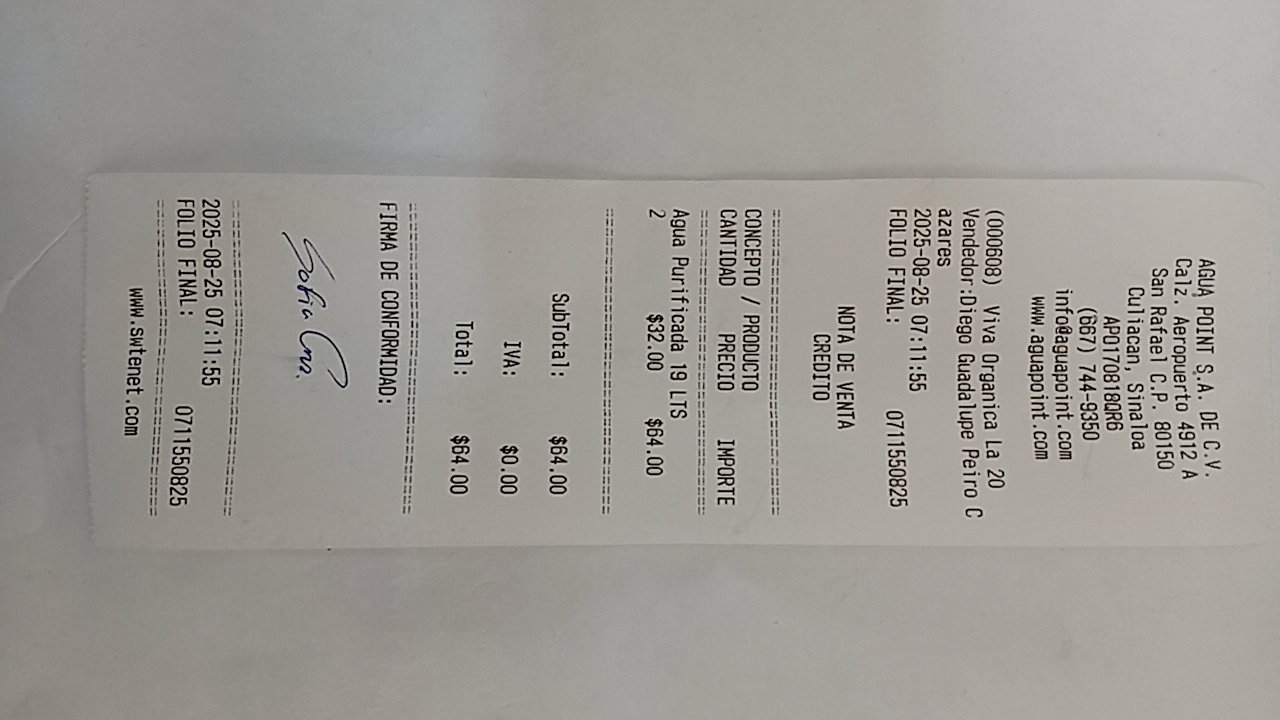 AGUA POINT S.A. DE C.V.
Calz. Aeropuerto 4912 A
San Rafael C.P. 80150
Culiacan, Sinaloa
APO170818QR6
(667) 744-9350
info@aguapoint.com
www.aguapoint.com
(000608) Viva Organica La 20
Vendedor:Diego Guadalupe Peiro C
azares
2025-08-25 07:11:55
FOLIO FINAL: 0711550825
NOTA DE VENTA
CREDITO
CONCEPTO / PRODUCTO
CANTIDAD PRECIO IMPORTE
Agua Purificada 19 LTS
2 $32.00 $64.00
SubTotal: $64.00
IVA: $0.00
Total: $64.00
FIRMA DE CONFORMIDAD:
Sofia
2025-08-25 07:11:55
FOLIO FINAL: 0711550825
www.swtenet.com